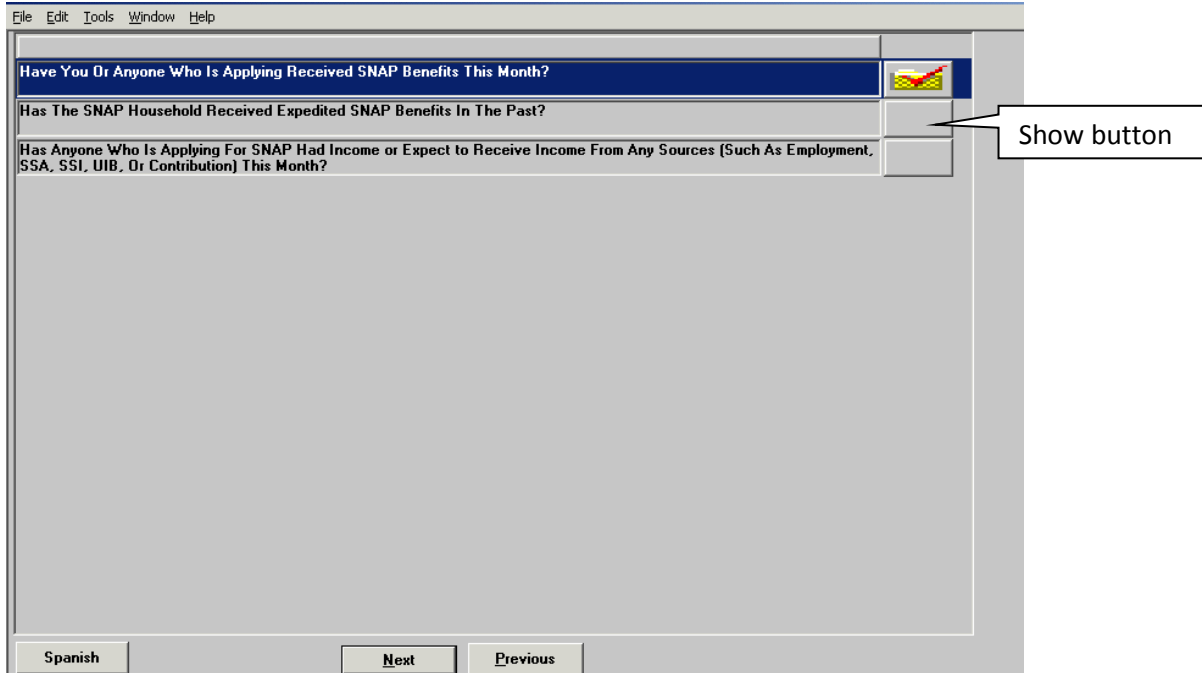 File Edit Tools Window Help
Have You Or Anyone Who Is Applying Received SNAP Benefits This Month?
Has The SNAP Household Received Expedited SNAP Benefits In The Past?
Show button
Has Anyone Who Is Applying For SNAP Had Income or Expect to Receive Income From Any Sources (Such As Employment,
SSA, SSI, UIB, Or Contribution) This Month?
Spanish Next Previous